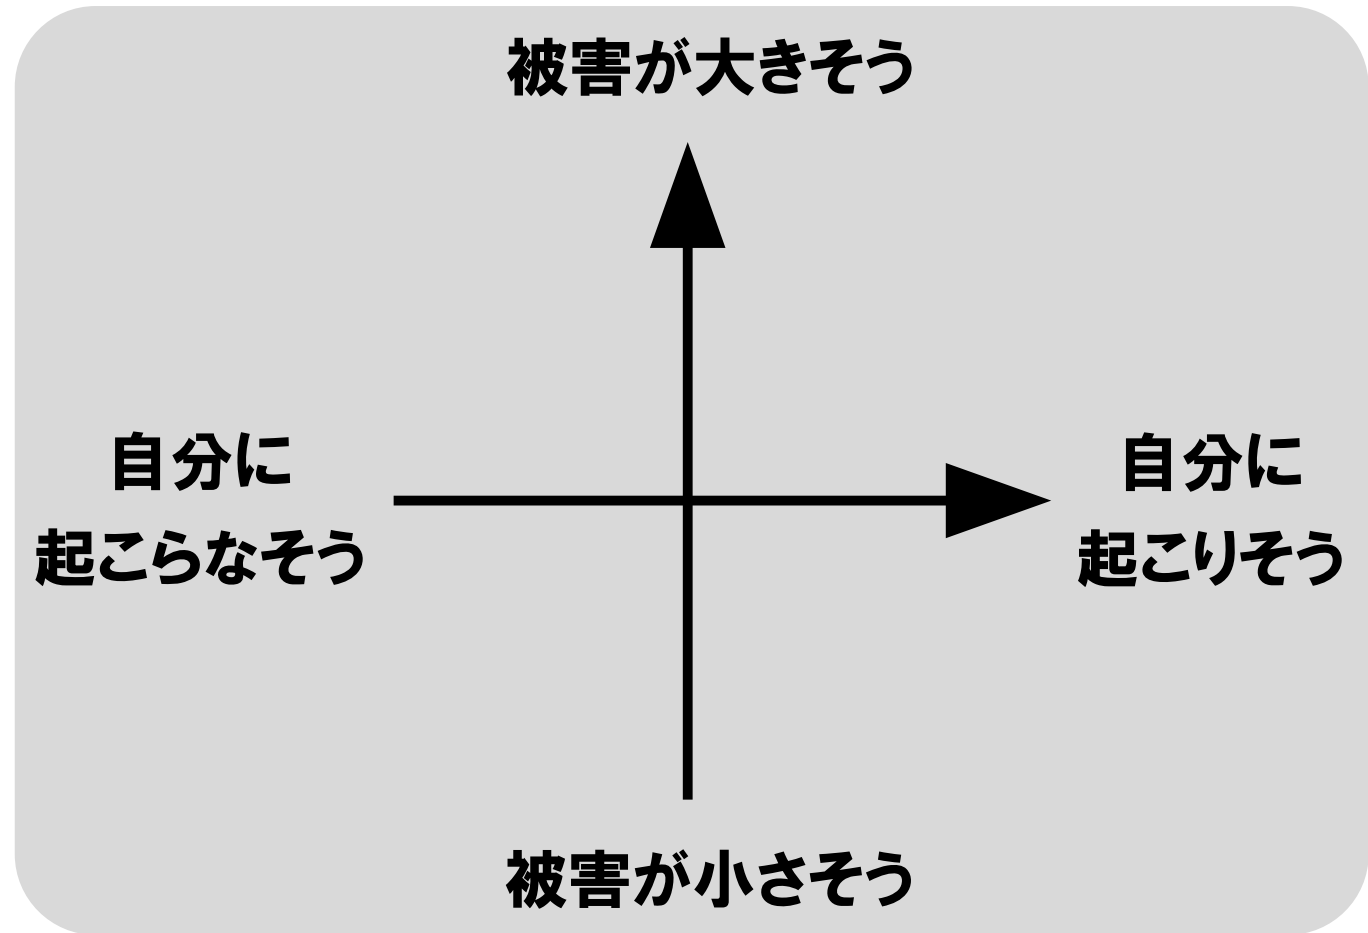 被害が大きそう
自分に
起こらなそう
自分に
起こりそう
被害が小さそう